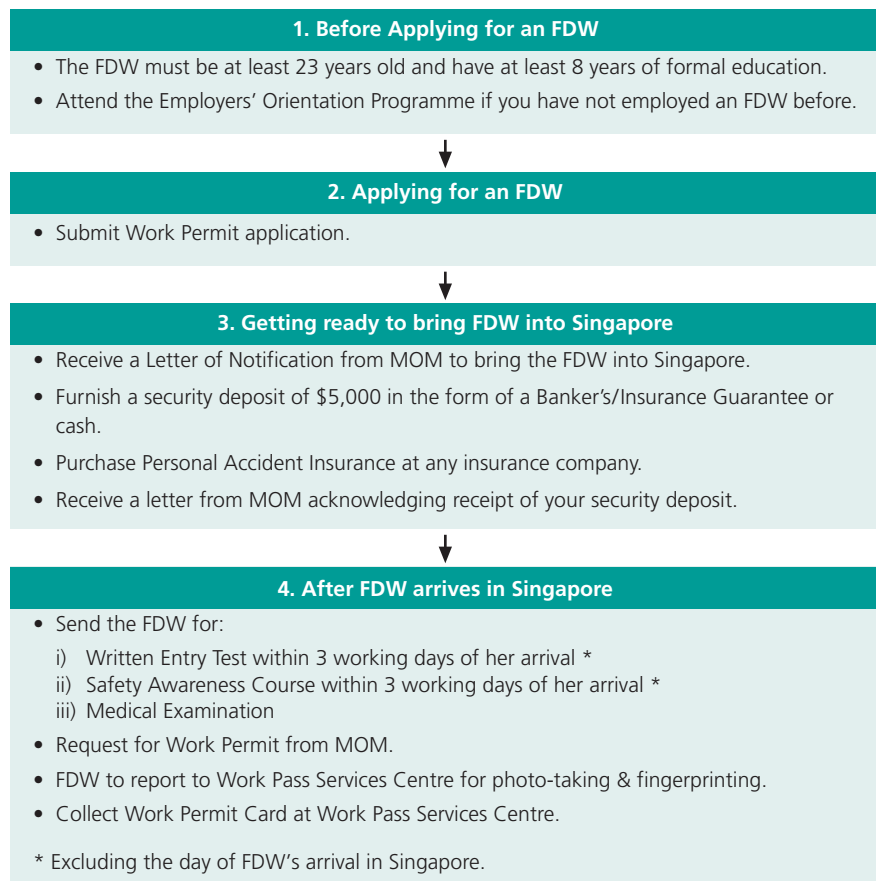 1. Before Applying for an FDW
• The FDW must be at least 23 years old and have at least 8 years of formal education.
• Attend the Employers’ Orientation Programme if you have not employed an FDW before.
2. Applying for an FDW
• Submit Work Permit application.
3. Getting ready to bring FDW into Singapore
• Receive a Letter of Notification from MOM to bring the FDW into Singapore.
• Furnish a security deposit of $5,000 in the form of a Banker’s/Insurance Guarantee or
cash.
• Purchase Personal Accident Insurance at any insurance company.
• Receive a letter from MOM acknowledging receipt of your security deposit.
4. After FDW arrives in Singapore
• Send the FDW for:
i) Written Entry Test within 3 working days of her arrival *
ii) Safety Awareness Course within 3 working days of her arrival *
iii) Medical Examination
• Request for Work Permit from MOM.
• FDW to report to Work Pass Services Centre for photo-taking & fingerprinting.
• Collect Work Permit Card at Work Pass Services Centre.
* Excluding the day of FDW’s arrival in Singapore.